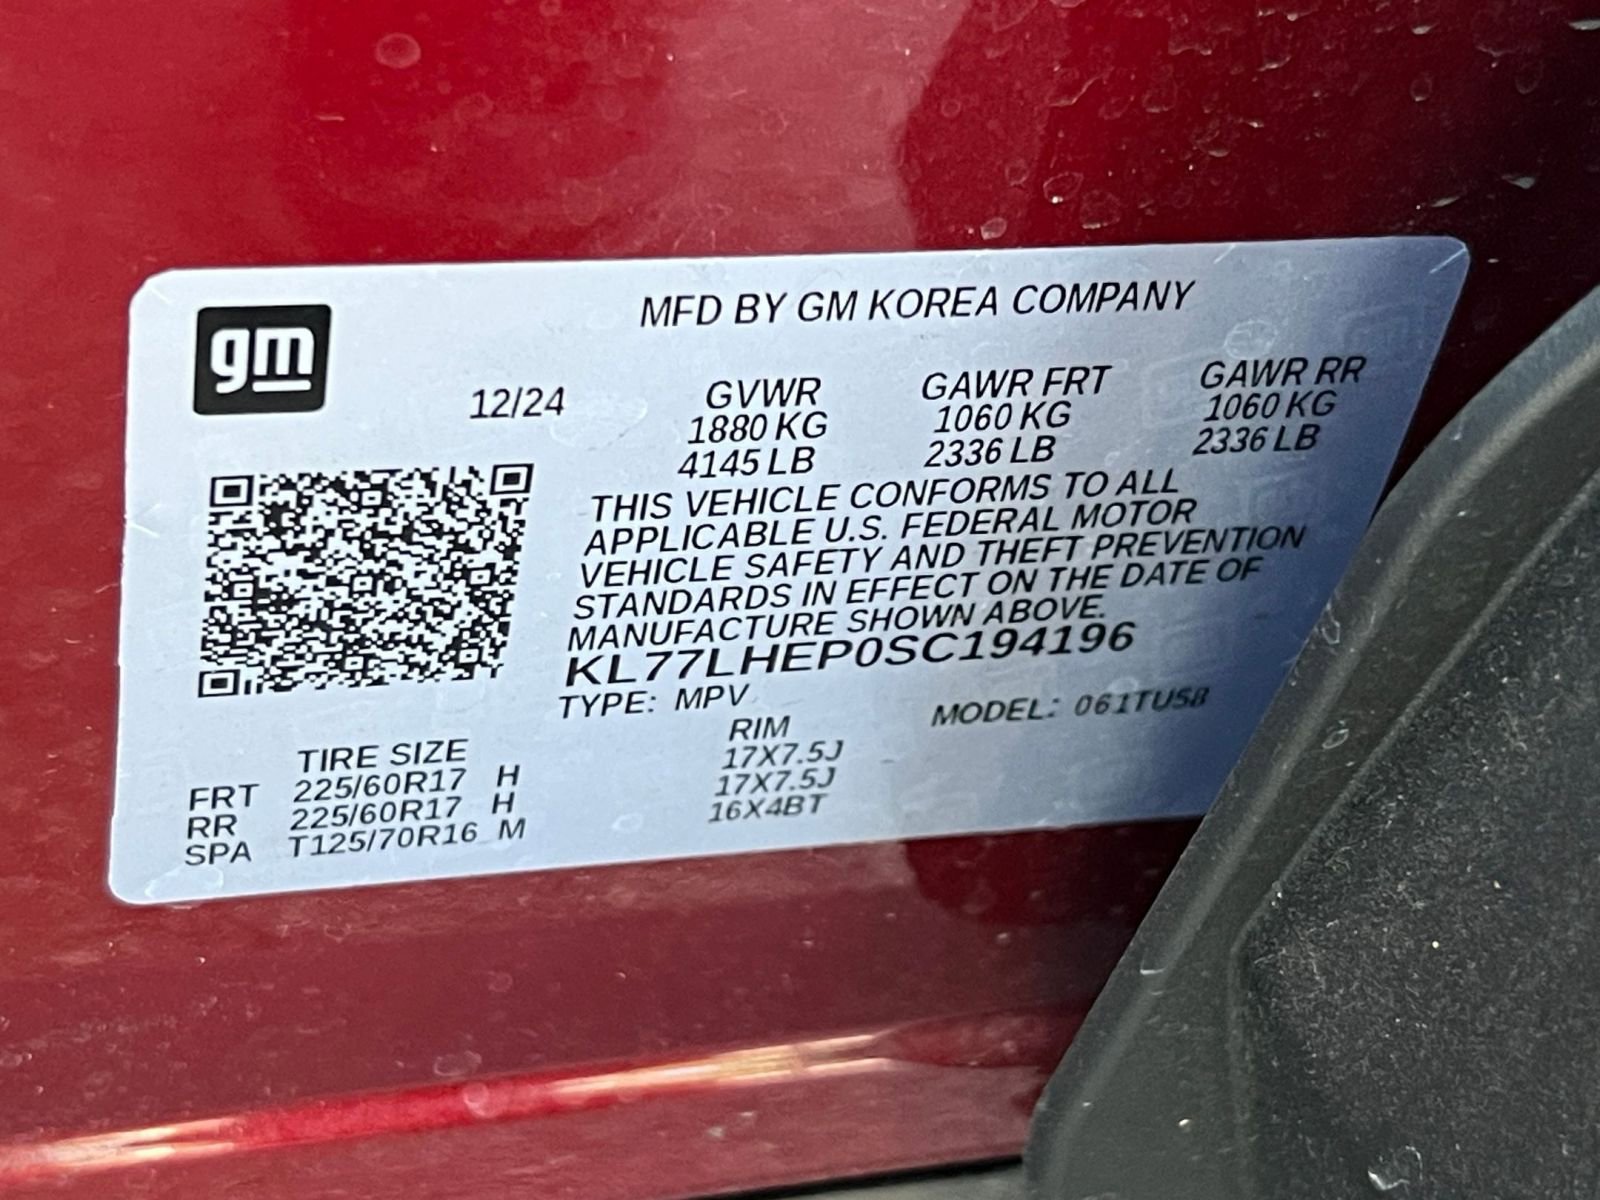 gm
MFD BY GM KOREA COMPANY
12/24 GVWR GAWR FRT GAWR RR
1880 KG 1060 KG 1060 KG
4145 LB 2336 LB 2336 LB
THIS VEHICLE CONFORMS TO ALL
APPLICABLE U.S. FEDERAL MOTOR
VEHICLE SAFETY AND THEFT PREVENTION
STANDARDS IN EFFECT ON THE DATE OF
MANUFACTURE SHOWN ABOVE.
KL77LHEP0SC194196
TYPE: MPV MODEL: 061TU58
TIRE SIZE RIM
FRT 225/60R17 H 17X7.5J
RR 225/60R17 H 17X7.5J
SPA T125/70R16 M 16X4BT